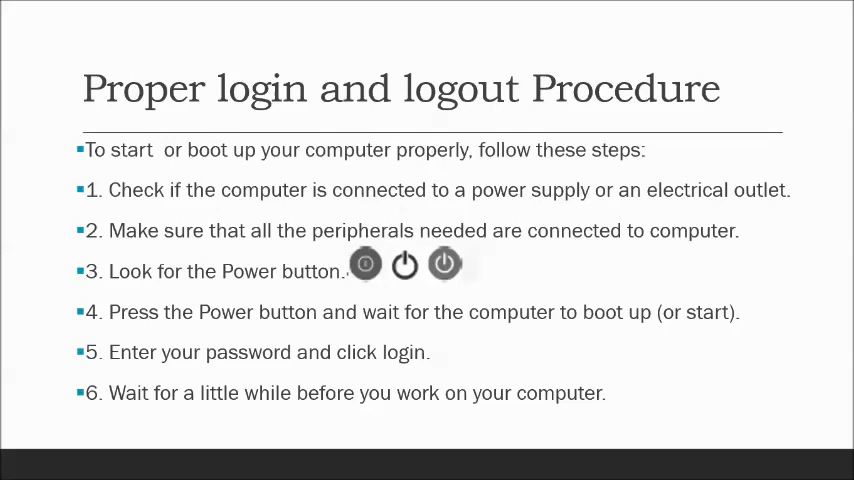 Proper login and logout Procedure
▪To start  or boot up your computer properly, follow these steps:
▪1. Check if the computer is connected to a power supply or an electrical outlet.
▪2. Make sure that all the peripherals needed are connected to computer.
▪3. Look for the Power button.
▪4. Press the Power button and wait for the computer to boot up (or start).
▪5. Enter your password and click login.
▪6. Wait for a little while before you work on your computer.